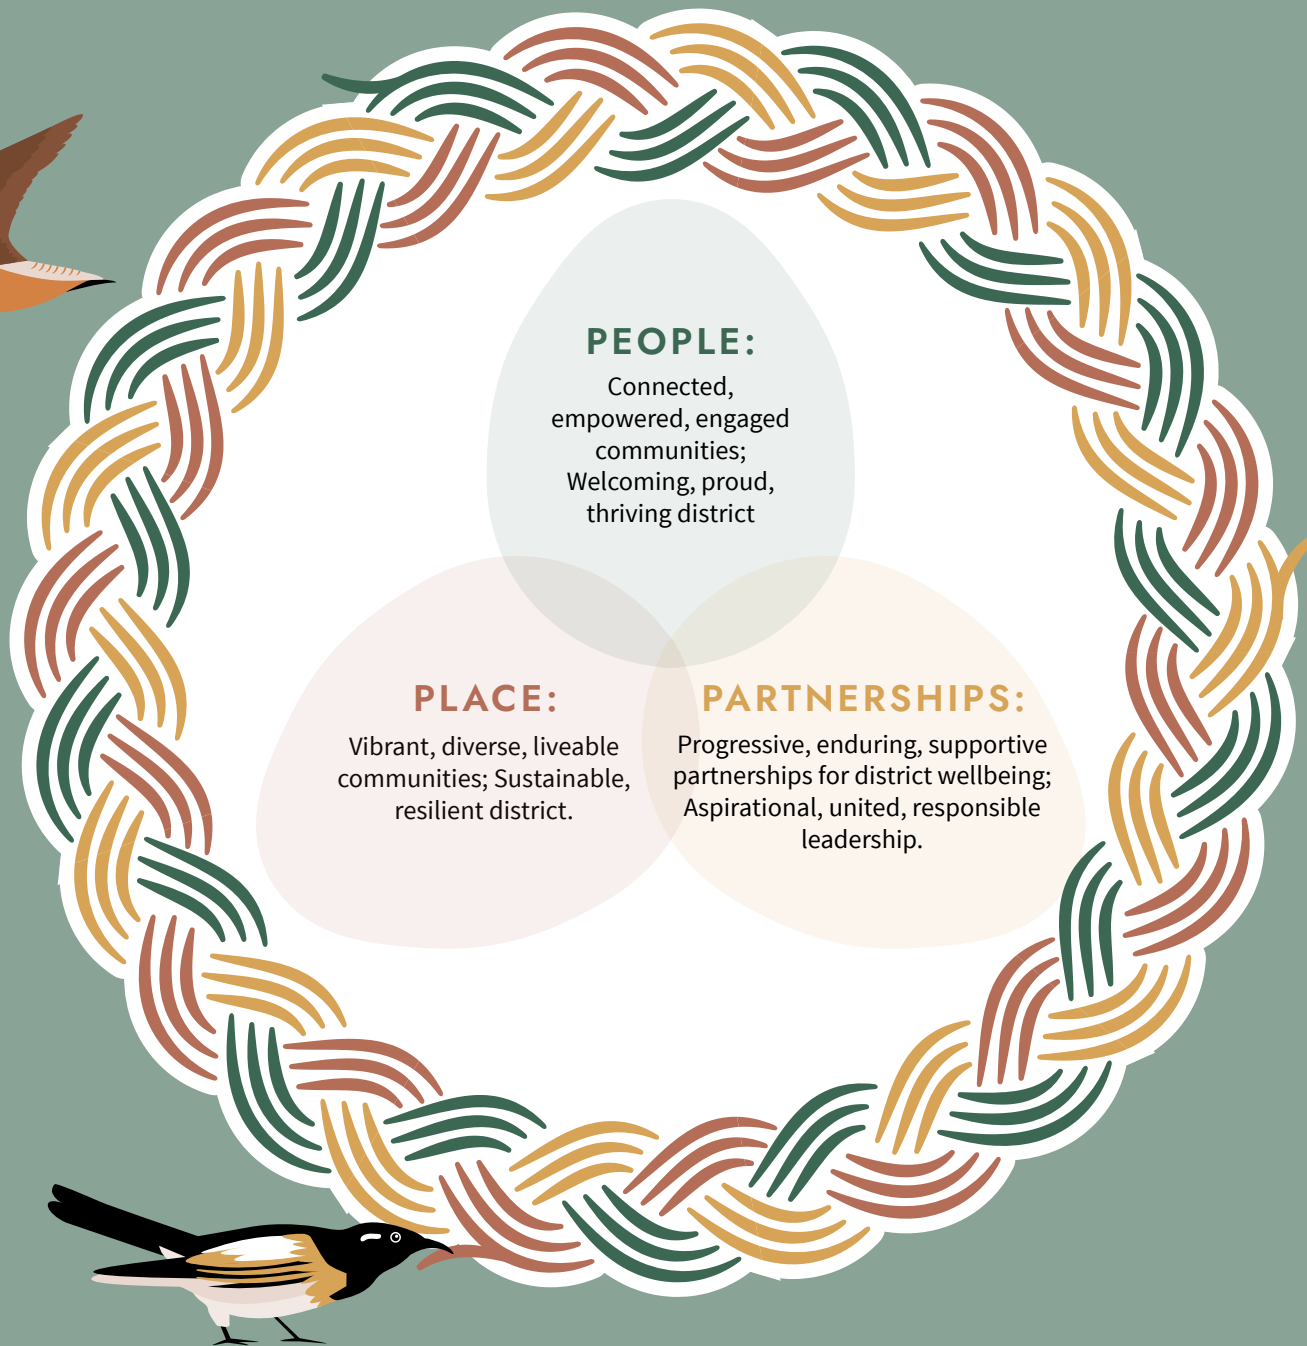 PEOPLE:
Connected,
empowered, engaged
communities;
Welcoming, proud,
thriving district
PLACE:
Vibrant, diverse, liveable
communities; Sustainable,
resilient district.
PARTNERSHIPS:
Progressive, enduring, supportive
partnerships for district wellbeing;
Aspirational, united, responsible
leadership.